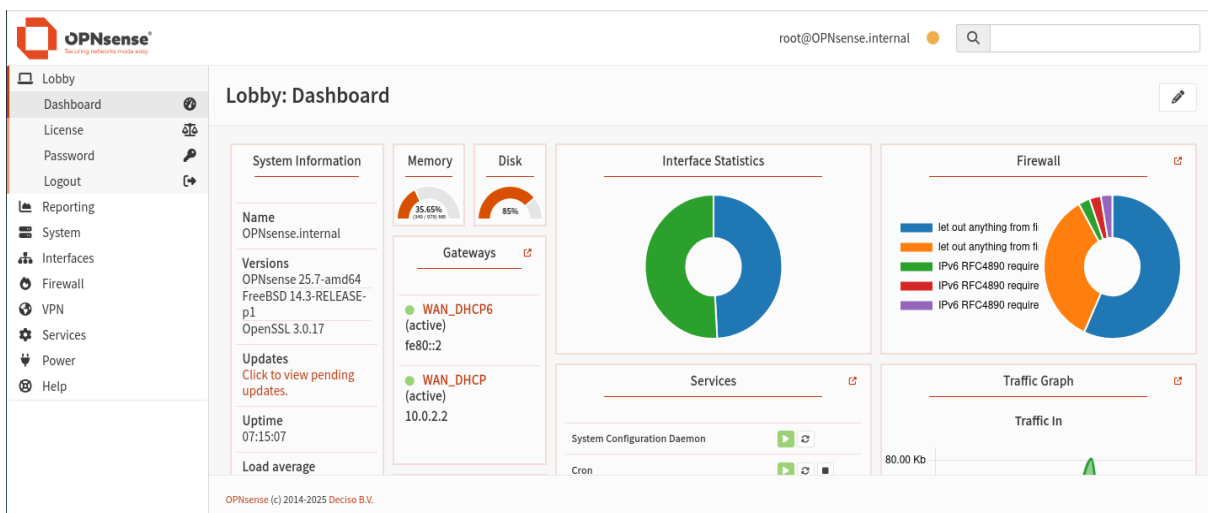 OPNsense®
Securing networks made easy
root@OPNsense.internal
Lobby
Dashboard
License
Password
Logout
Reporting
System
Interfaces
Firewall
VPN
Services
Power
Help
Lobby: Dashboard
System Information
Name
OPNsense.internal
Versions
OPNsense 25.7-amd64
FreeBSD 14.3-RELEASE-
p1
OpenSSL 3.0.17
Updates
Click to view pending
updates.
Uptime
07:15:07
Load average
Memory
35.65%
(349 / 979) MB
Disk
85%
Gateways
WAN_DHCP6
(active)
fe80::2
WAN_DHCP
(active)
10.0.2.2
Interface Statistics
Services
System Configuration Daemon
Cron
Firewall
let out anything from fi
let out anything from fi
IPv6 RFC4890 require
IPv6 RFC4890 require
IPv6 RFC4890 require
Traffic Graph
Traffic In
80.00 Kb
OPNsense (c) 2014-2025 Deciso B.V.